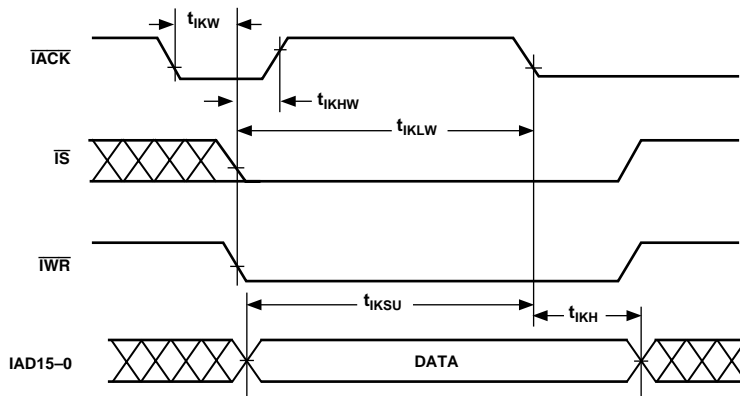 tIKW
IACK
tIKHW
tIKLW
IS
IWR
tIKSU
tIKH
IAD15–0
DATA